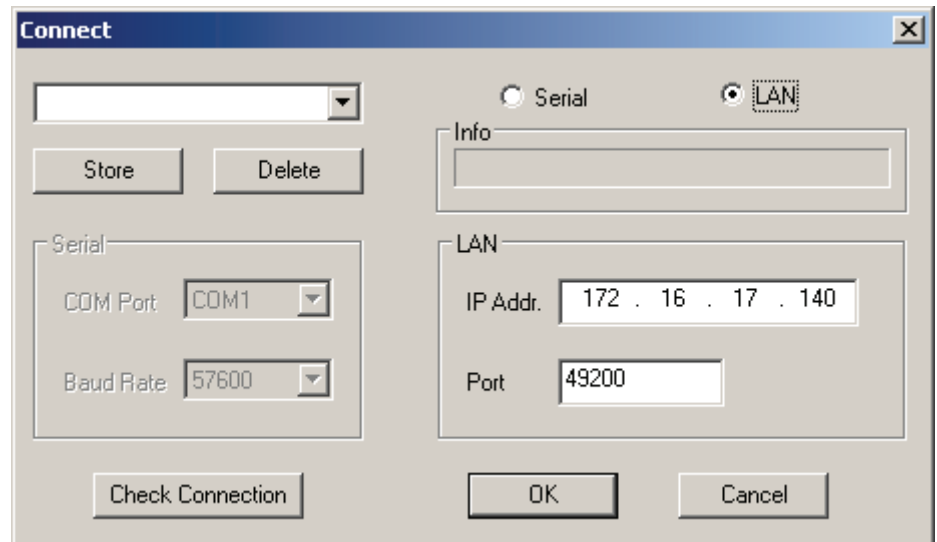 Connect
Serial LAN
Info
Store Delete
Serial
COM Port COM1
Baud Rate 57600
LAN
IP Addr. 172 . 16 . 17 . 140
Port 49200
Check Connection OK Cancel